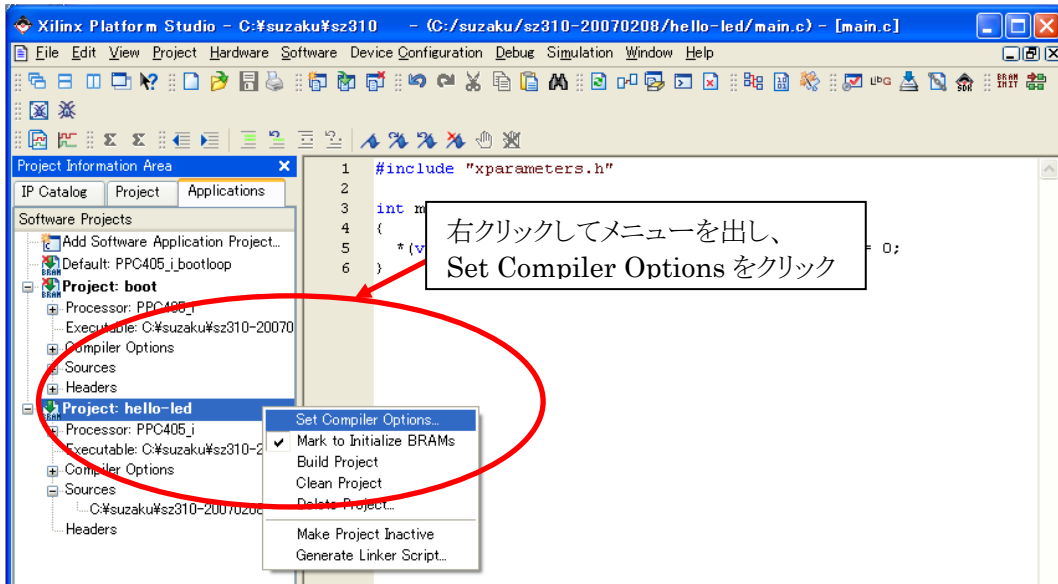 Xilinx Platform Studio - C:¥suzaku¥sz310 - (C:/suzaku/sz310-20070208/hello-led/main.c) - [main.c]
File Edit View Project Hardware Software Device Configuration Debug Simulation Window Help
Project Information Area
IP Catalog Project Applications
Software Projects
Add Software Application Project...
Default: PPC405_i_bootloop
BRAM
Project: boot
BRAM
Processor: PPC405_i
Executable: C:¥suzaku¥sz310-20070
Compiler Options
Sources
Headers
Project: hello-led
BRAM
Processor: PPC405_i
Executable: C:¥suzaku¥sz310-2
Compiler Options
Sources
C:¥suzaku¥sz310-20070208
Headers
1 #include "xparameters.h"
2
3 int m
4 {
5 *(v = 0;
6 }
右クリックしてメニューを出し、
Set Compiler Options をクリック
Set Compiler Options...
Mark to Initialize BRAMs
Build Project
Clean Project
Delete Project...
Make Project Inactive
Generate Linker Script...